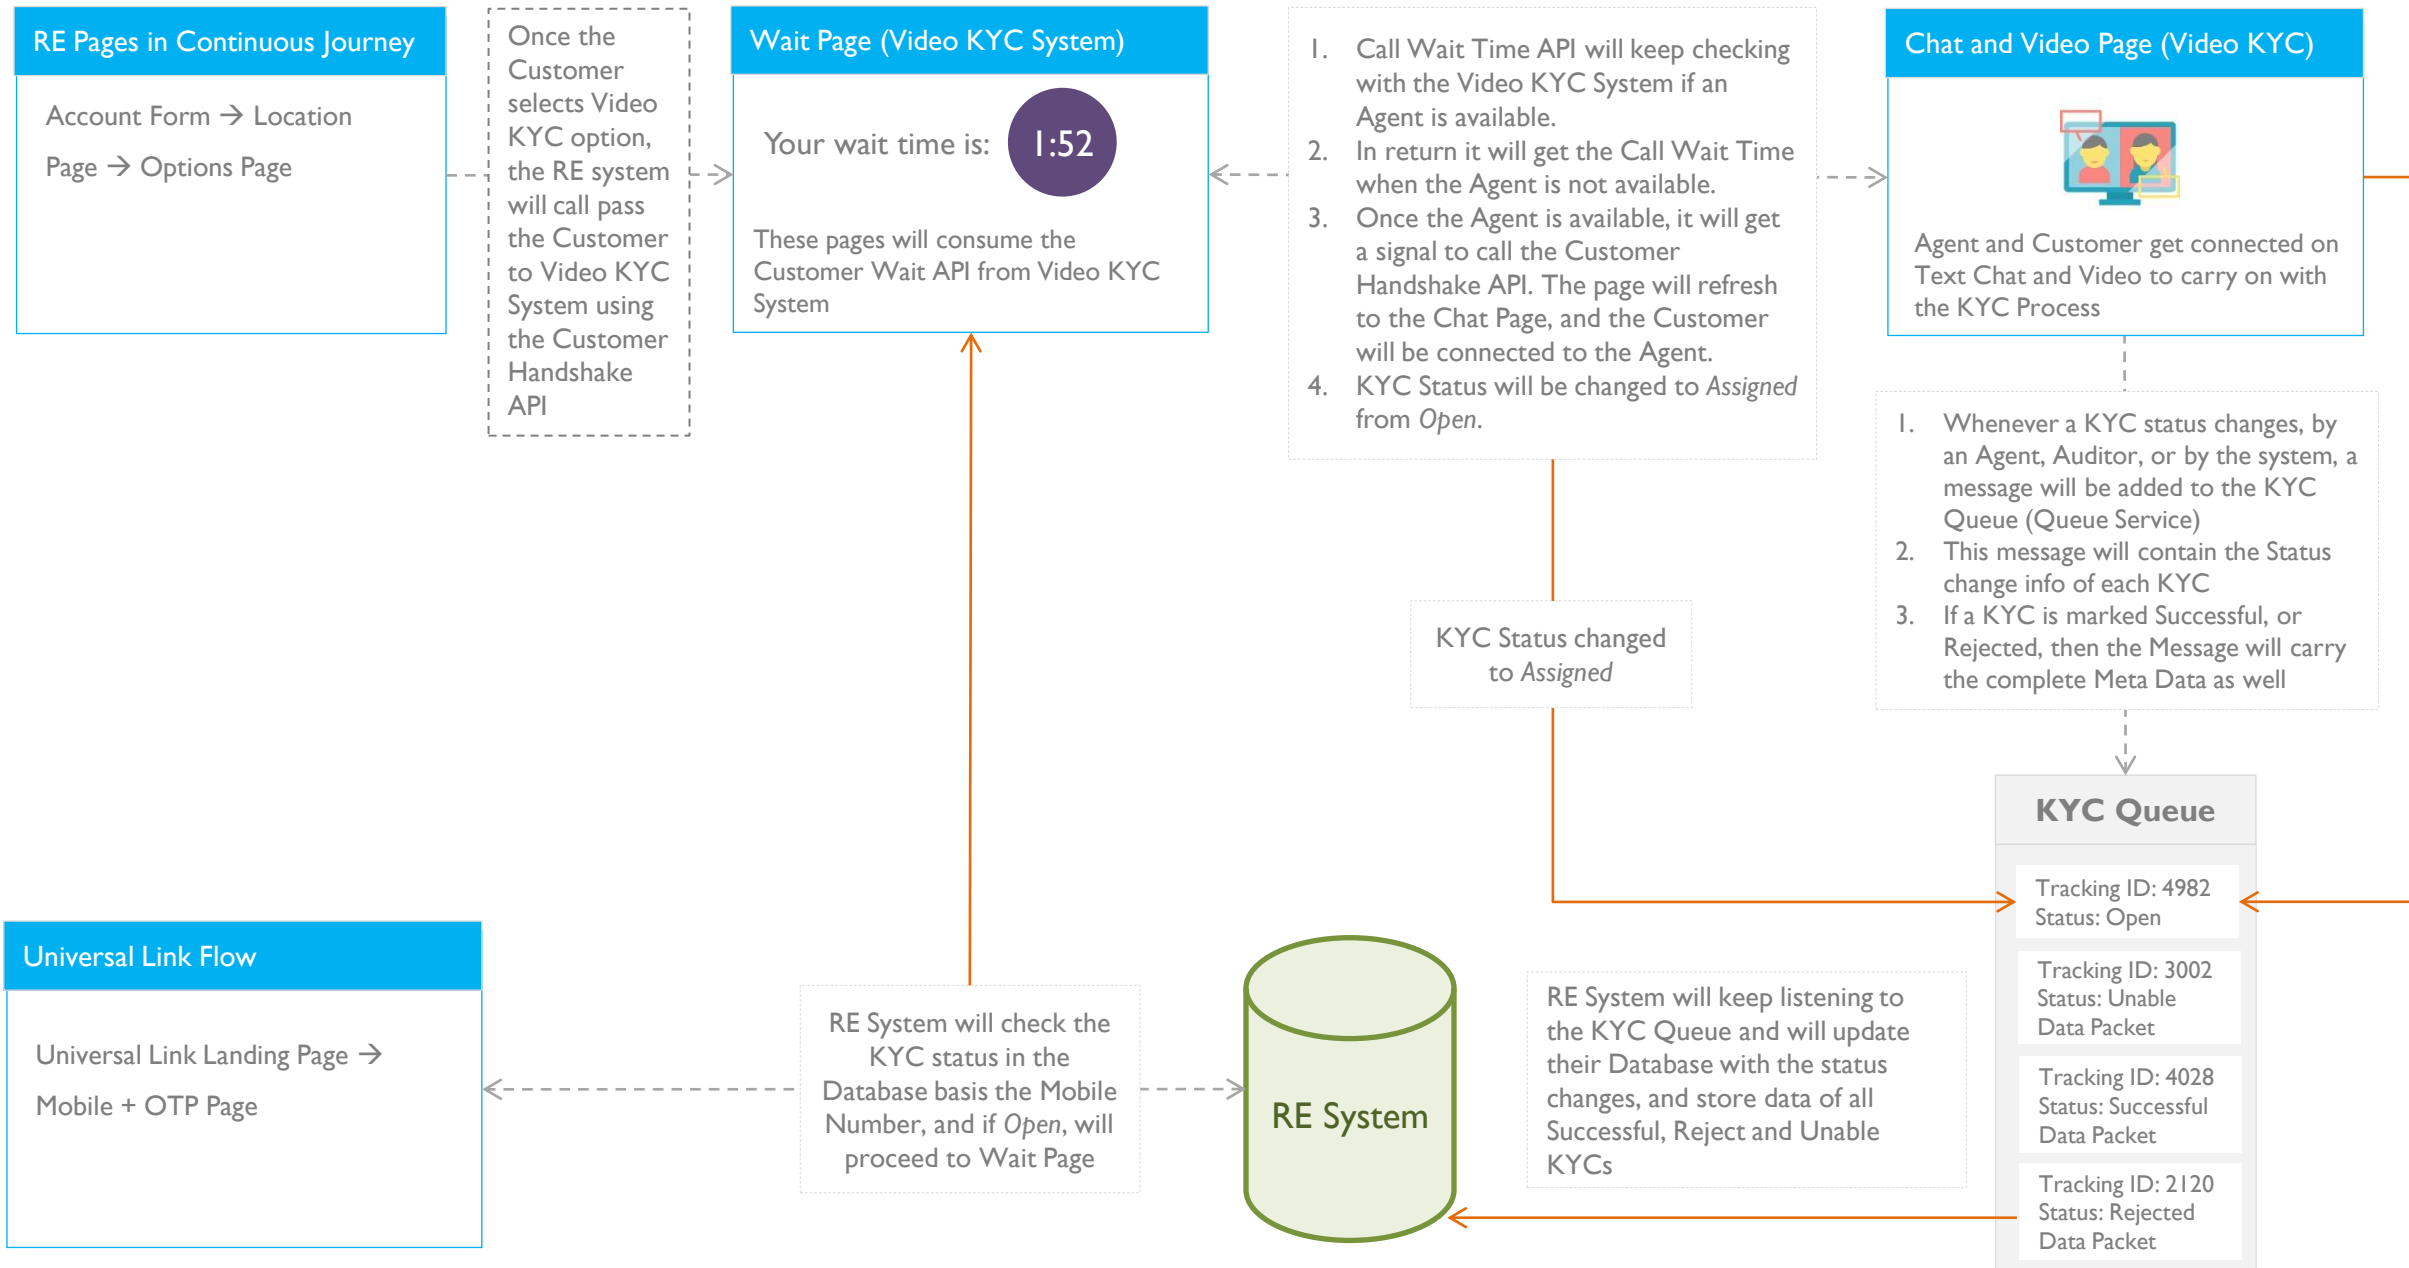 RE Pages in Continuous Journey
Account Form → Location
Page → Options Page
Once the
Customer
selects Video
KYC option,
the RE system
will call pass
the Customer
to Video KYC
System using
the Customer
Handshake
API
Wait Page (Video KYC System)
Your wait time is:
1:52
These pages will consume the
Customer Wait API from Video KYC
System
1. Call Wait Time API will keep checking
with the Video KYC System if an
Agent is available.
2. In return it will get the Call Wait Time
when the Agent is not available.
3. Once the Agent is available, it will get
a signal to call the Customer
Handshake API. The page will refresh
to the Chat Page, and the Customer
will be connected to the Agent.
4. KYC Status will be changed to Assigned
from Open.
Chat and Video Page (Video KYC)
Agent and Customer get connected on
Text Chat and Video to carry on with
the KYC Process
1. Whenever a KYC status changes, by
an Agent, Auditor, or by the system, a
message will be added to the KYC
Queue (Queue Service)
2. This message will contain the Status
change info of each KYC
3. If a KYC is marked Successful, or
Rejected, then the Message will carry
the complete Meta Data as well
KYC Status changed
to Assigned
KYC Queue
Tracking ID: 4982
Status: Open
Tracking ID: 3002
Status: Unable
Data Packet
Tracking ID: 4028
Status: Successful
Data Packet
Tracking ID: 2120
Status: Rejected
Data Packet
Universal Link Flow
Universal Link Landing Page →
Mobile + OTP Page
RE System will check the
KYC status in the
Database basis the Mobile
Number, and if Open, will
proceed to Wait Page
RE System
RE System will keep listening to
the KYC Queue and will update
their Database with the status
changes, and store data of all
Successful, Reject and Unable
KYCs